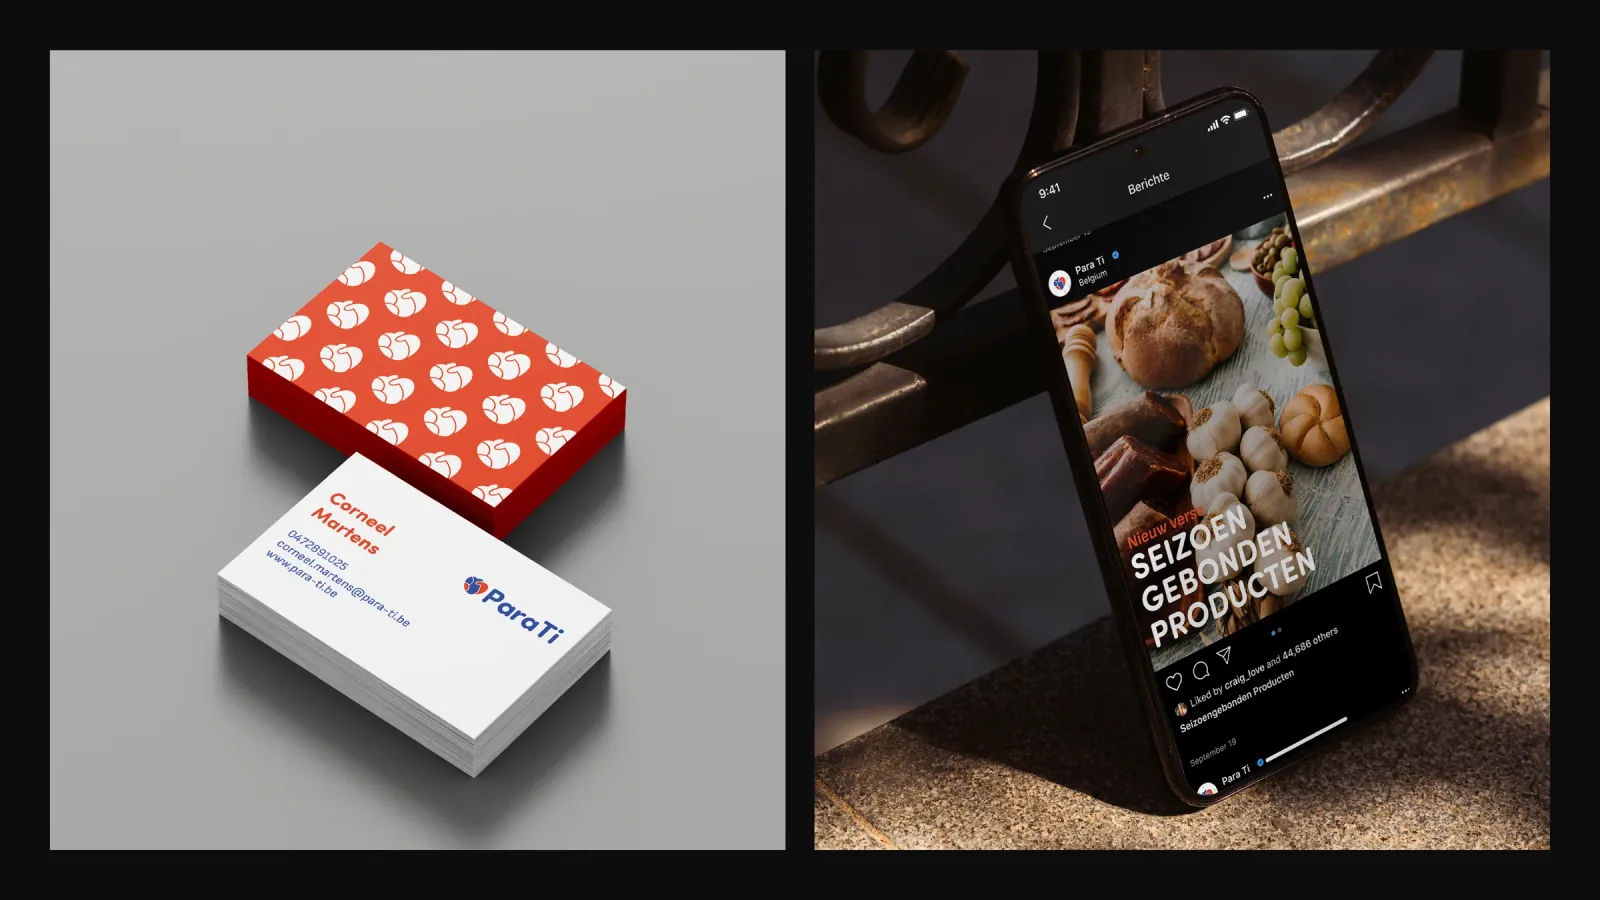 Corneel
Martens
0472891025
corneel.martens@para-ti.be
www.para-ti.be
ParaTi
9:41
Berichte
Para Ti
Belgium
Nieuw verse
SEIZOEN
GEBONDEN
PRODUCTEN
Liked by craig_love and 44,686 others
Seizoengebonden Producten
September 19
Para Ti